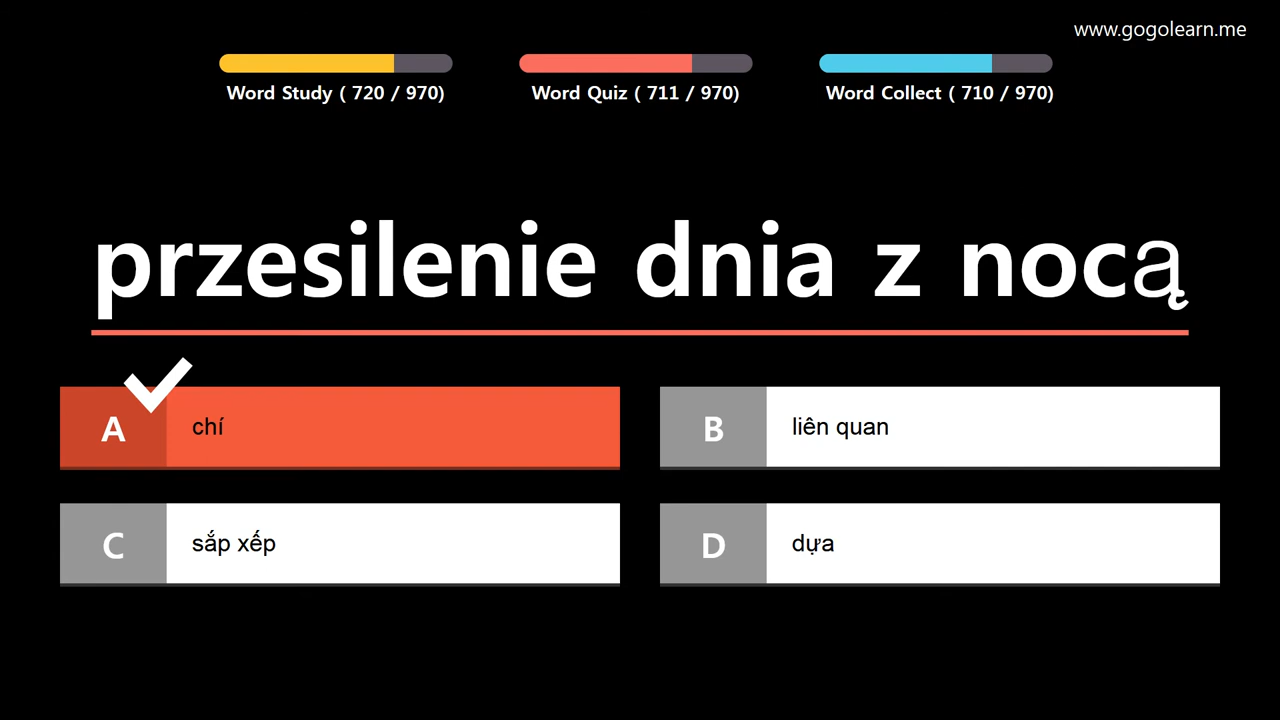 www.gogolearn.me
Word Study ( 720 / 970)
Word Quiz ( 711 / 970)
Word Collect ( 710 / 970)
przesilenie dnia z nocą
A chí
B liên quan
C sắp xếp
D dựa